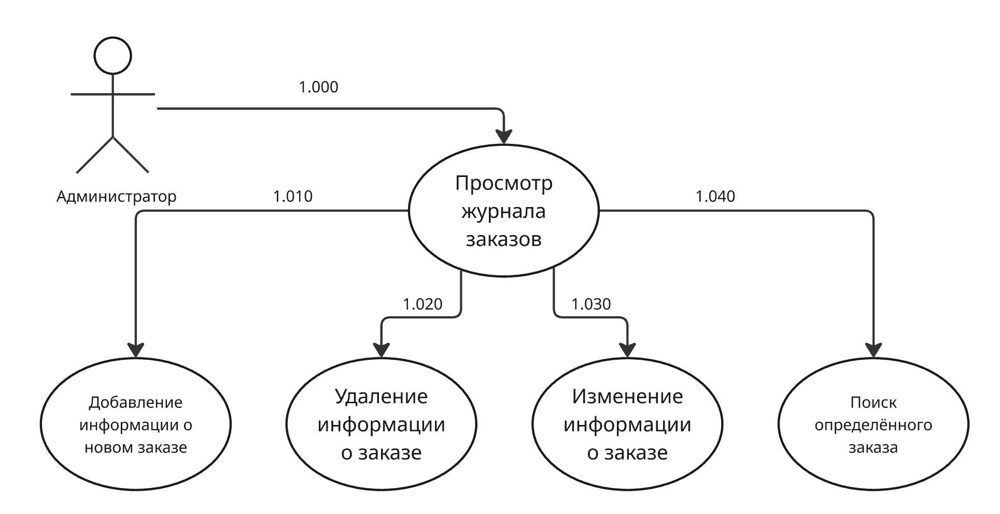 1.000
Администратор
1.010
Просмотр
журнала
заказов
1.040
1.020
1.030
Добавление
информации о
новом заказе
Удаление
информации
о заказе
Изменение
информации
о заказе
Поиск
определённого
заказа